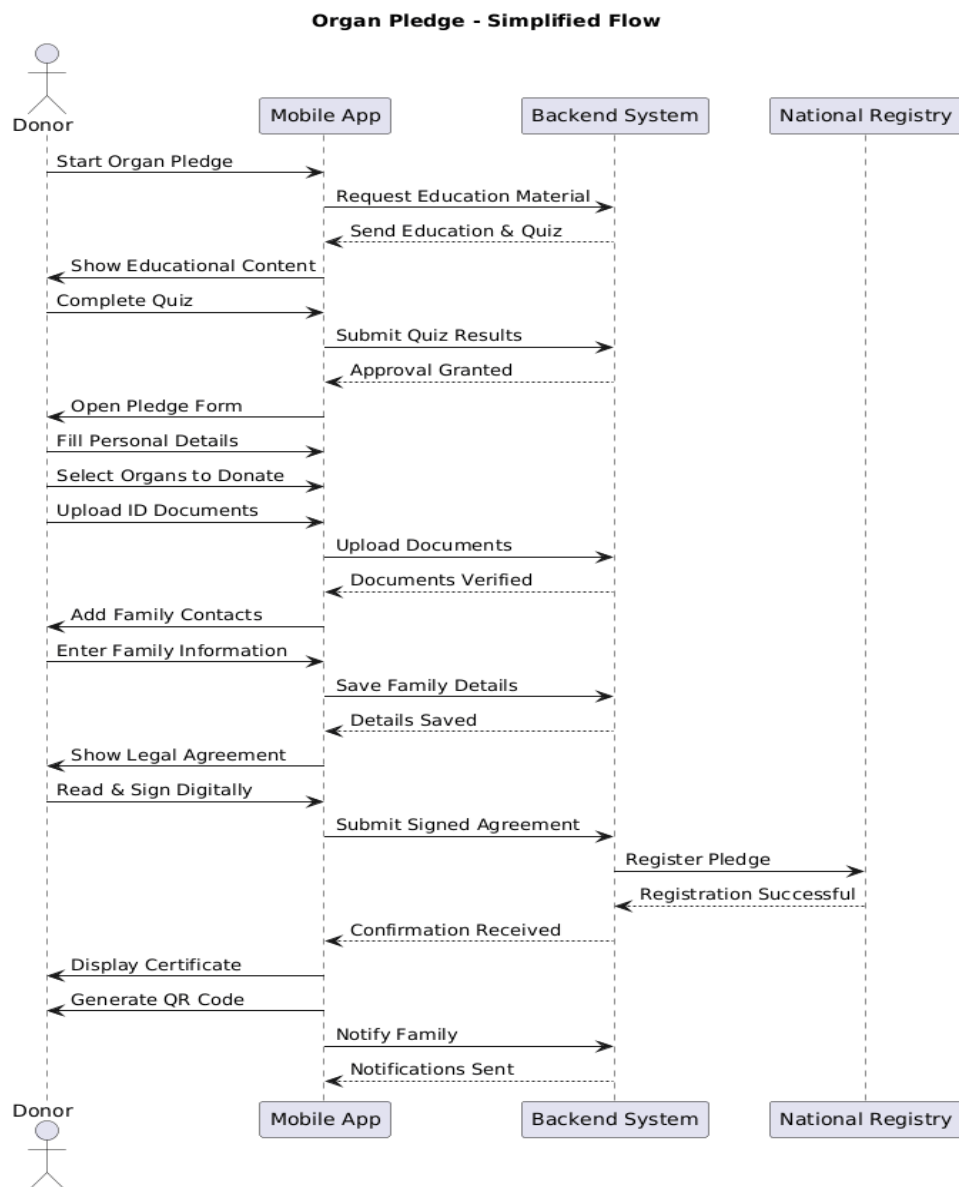 Organ Pledge - Simplified Flow
Donor
Mobile App
Backend System
National Registry
Start Organ Pledge
Request Education Material
Send Education & Quiz
Show Educational Content
Complete Quiz
Submit Quiz Results
Approval Granted
Open Pledge Form
Fill Personal Details
Select Organs to Donate
Upload ID Documents
Upload Documents
Documents Verified
Add Family Contacts
Enter Family Information
Save Family Details
Details Saved
Show Legal Agreement
Read & Sign Digitally
Submit Signed Agreement
Register Pledge
Registration Successful
Confirmation Received
Display Certificate
Generate QR Code
Notify Family
Notifications Sent
Donor
Mobile App
Backend System
National Registry